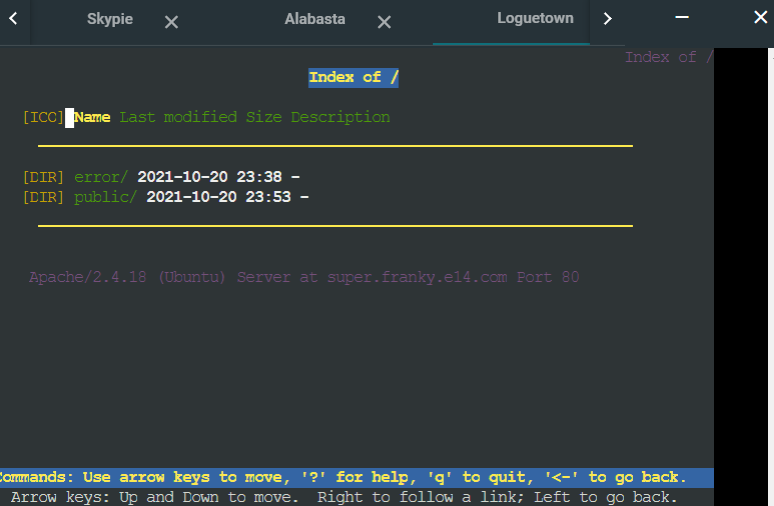 Skypie Alabasta Loguetown
Index of /
Index of /
[ICO] Name Last modified Size Description
[DIR] error/ 2021-10-20 23:38 -
[DIR] public/ 2021-10-20 23:53 -
Apache/2.4.18 (Ubuntu) Server at super.franky.e14.com Port 80
Commands: Use arrow keys to move, '?' for help, 'q' to quit, '<-' to go back.
Arrow keys: Up and Down to move. Right to follow a link; Left to go back.